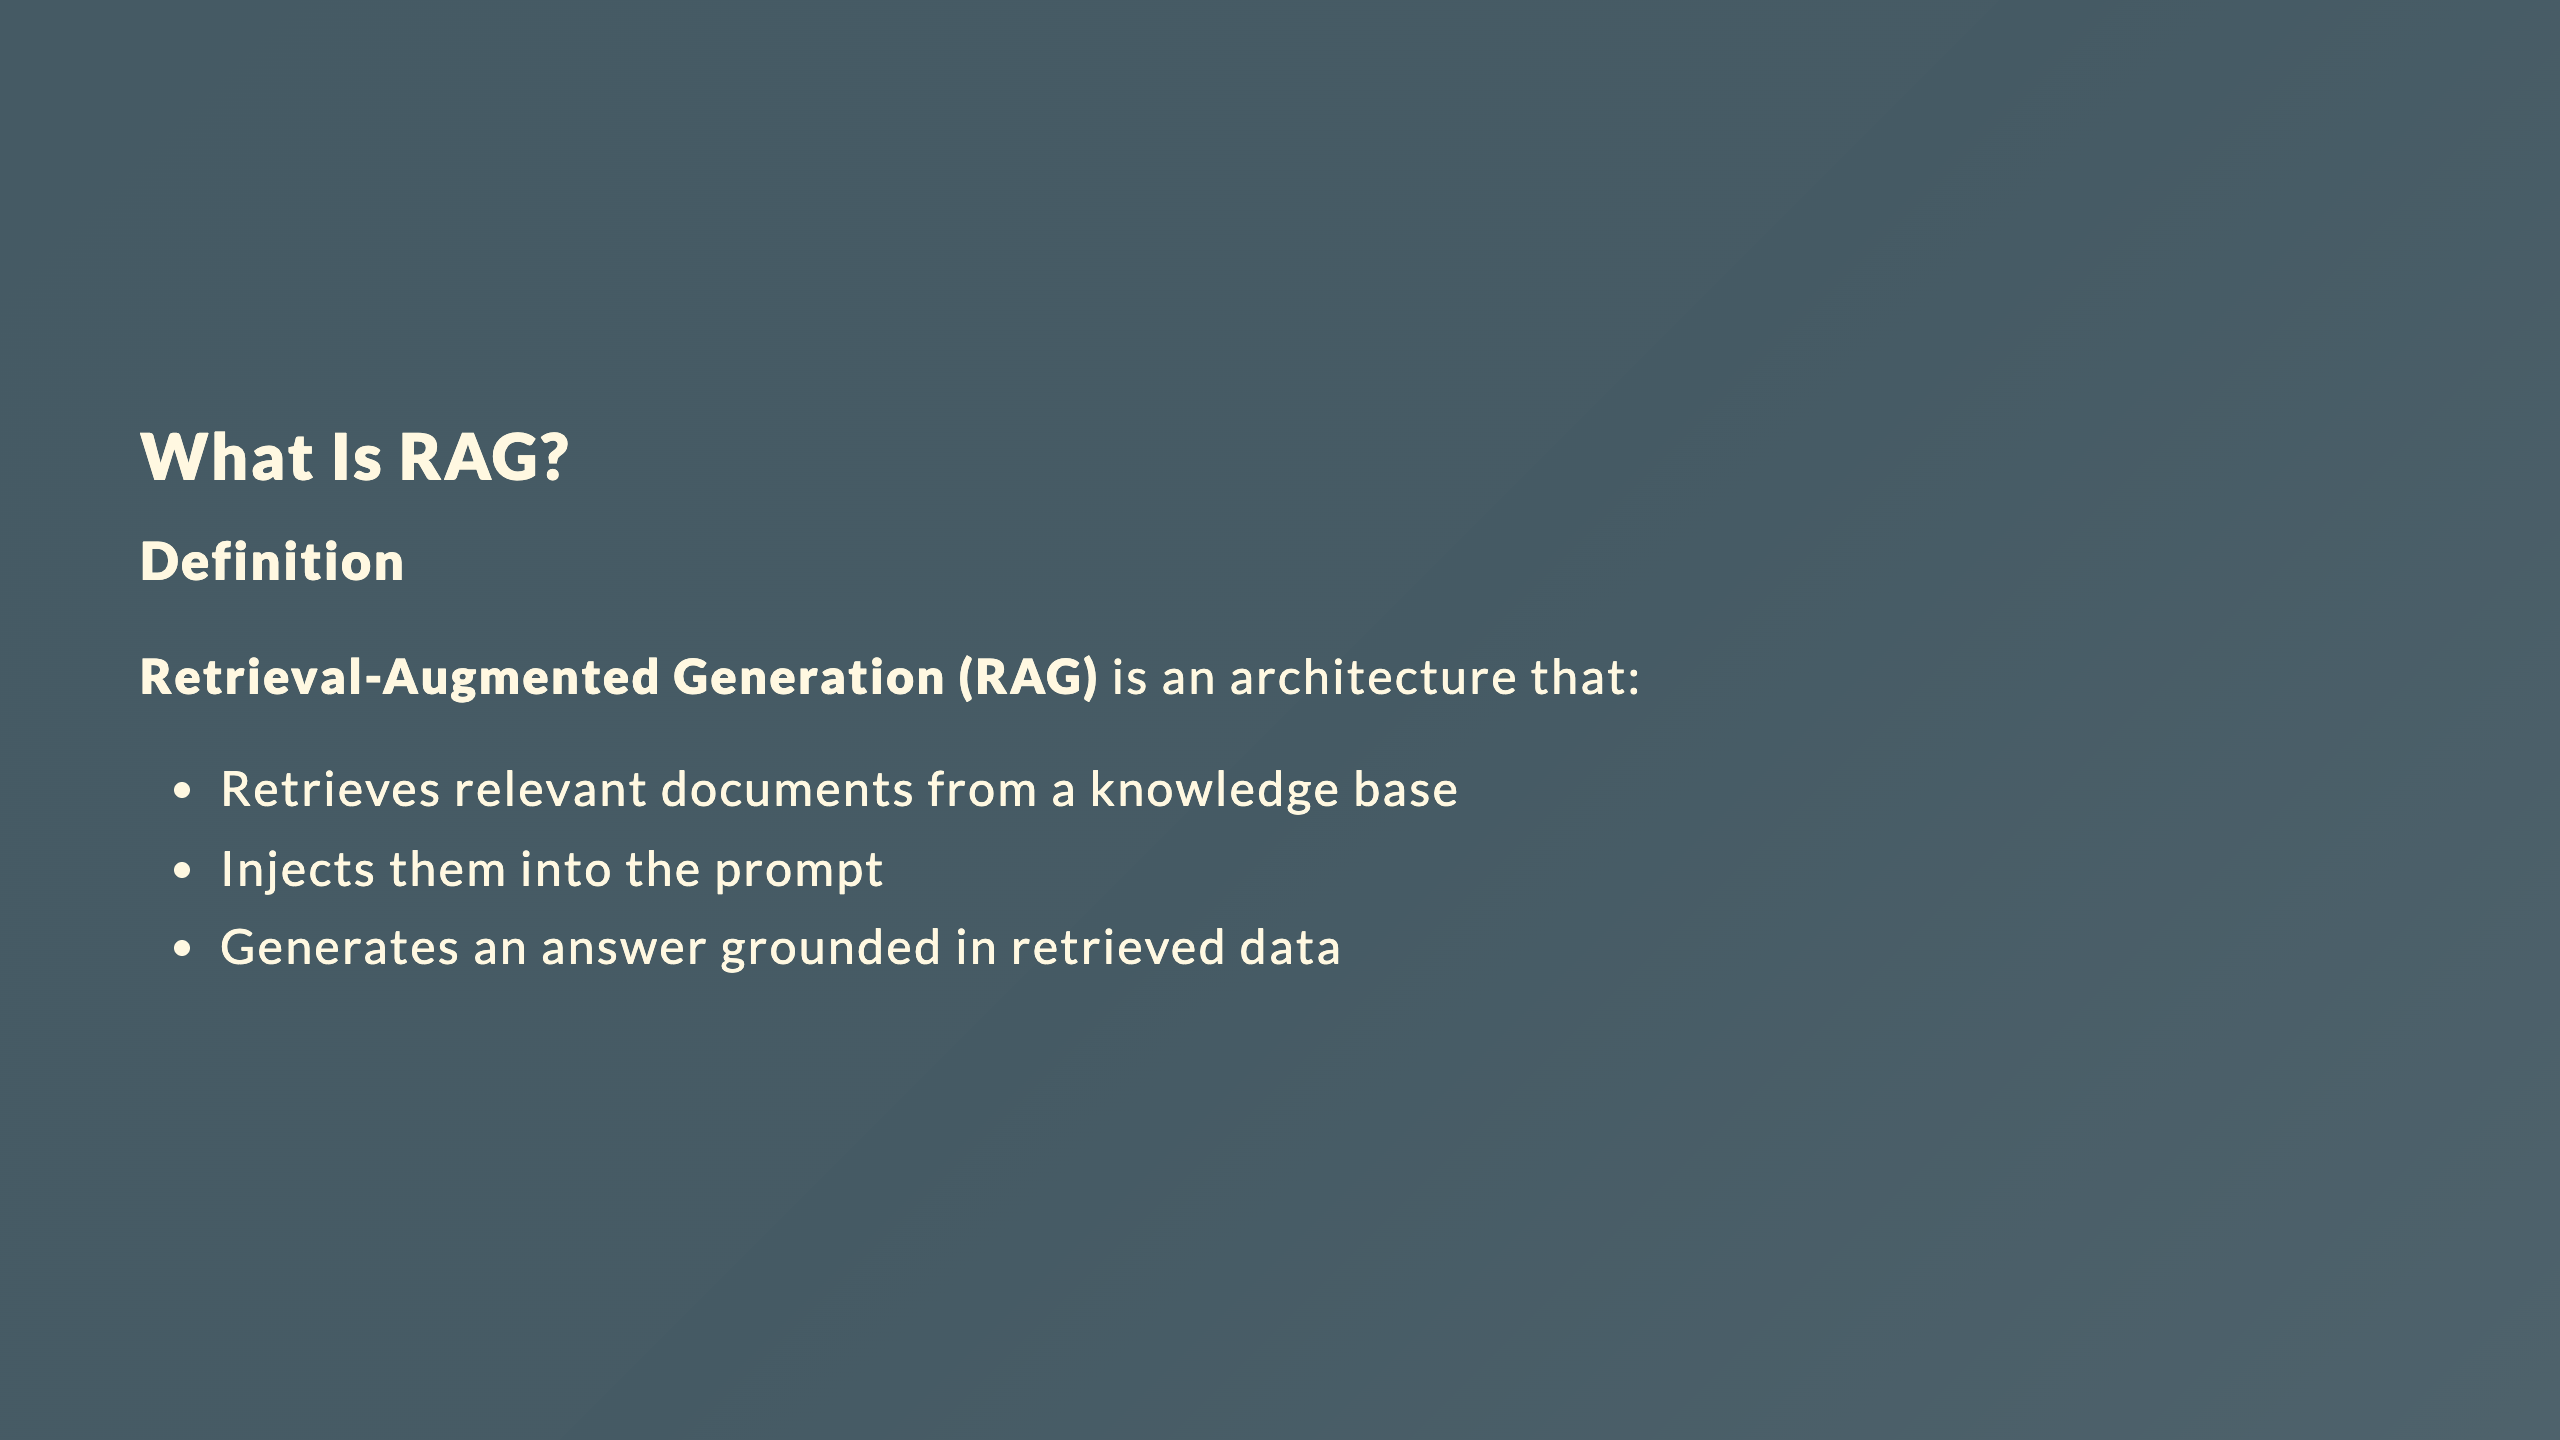 What Is RAG?
Definition
Retrieval-Augmented Generation (RAG) is an architecture that:
• Retrieves relevant documents from a knowledge base
• Injects them into the prompt
• Generates an answer grounded in retrieved data